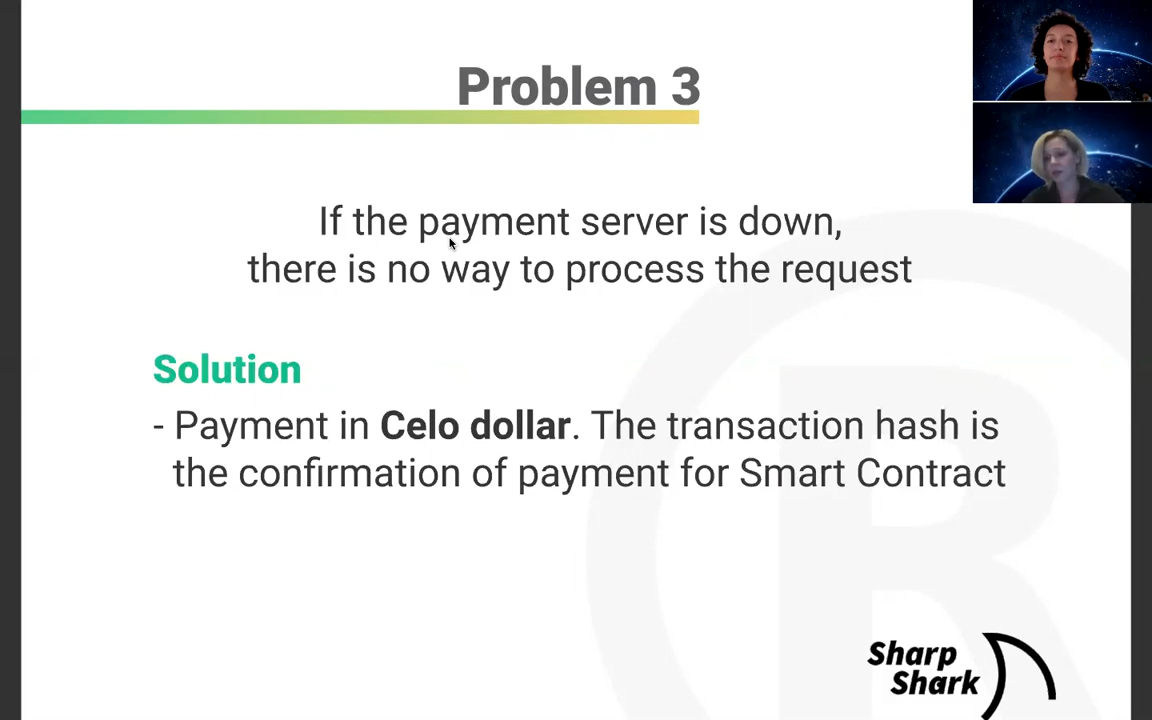 Problem 3
If the payment server is down,
there is no way to process the request
Solution
- Payment in Celo dollar. The transaction hash is
the confirmation of payment for Smart Contract
Sharp
Shark